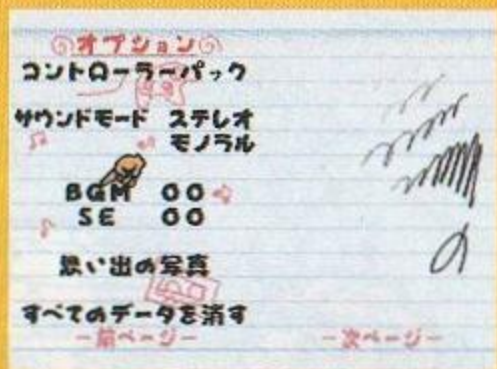 オプション
コントローラーパック
サウンドモード ステレオ
モノラル
BGM 00
SE 00
思い出の写真
すべてのデータを消す
―前ページ― ―次ページ―